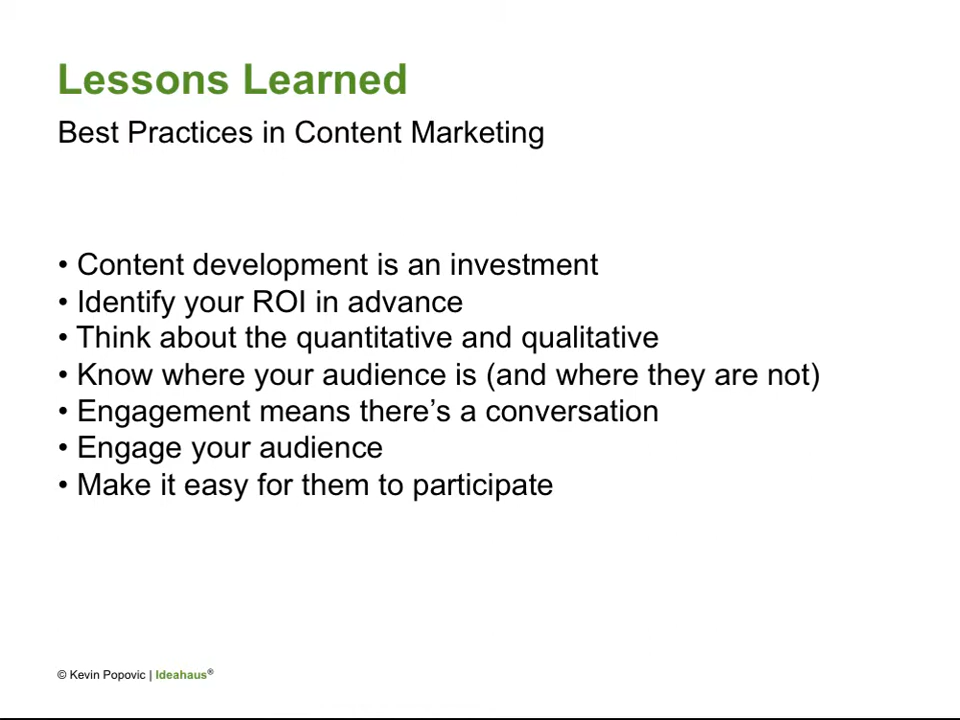 Lessons Learned
Best Practices in Content Marketing
• Content development is an investment
• Identify your ROI in advance
• Think about the quantitative and qualitative
• Know where your audience is (and where they are not)
• Engagement means there’s a conversation
• Engage your audience
• Make it easy for them to participate
© Kevin Popovic | Ideahaus®